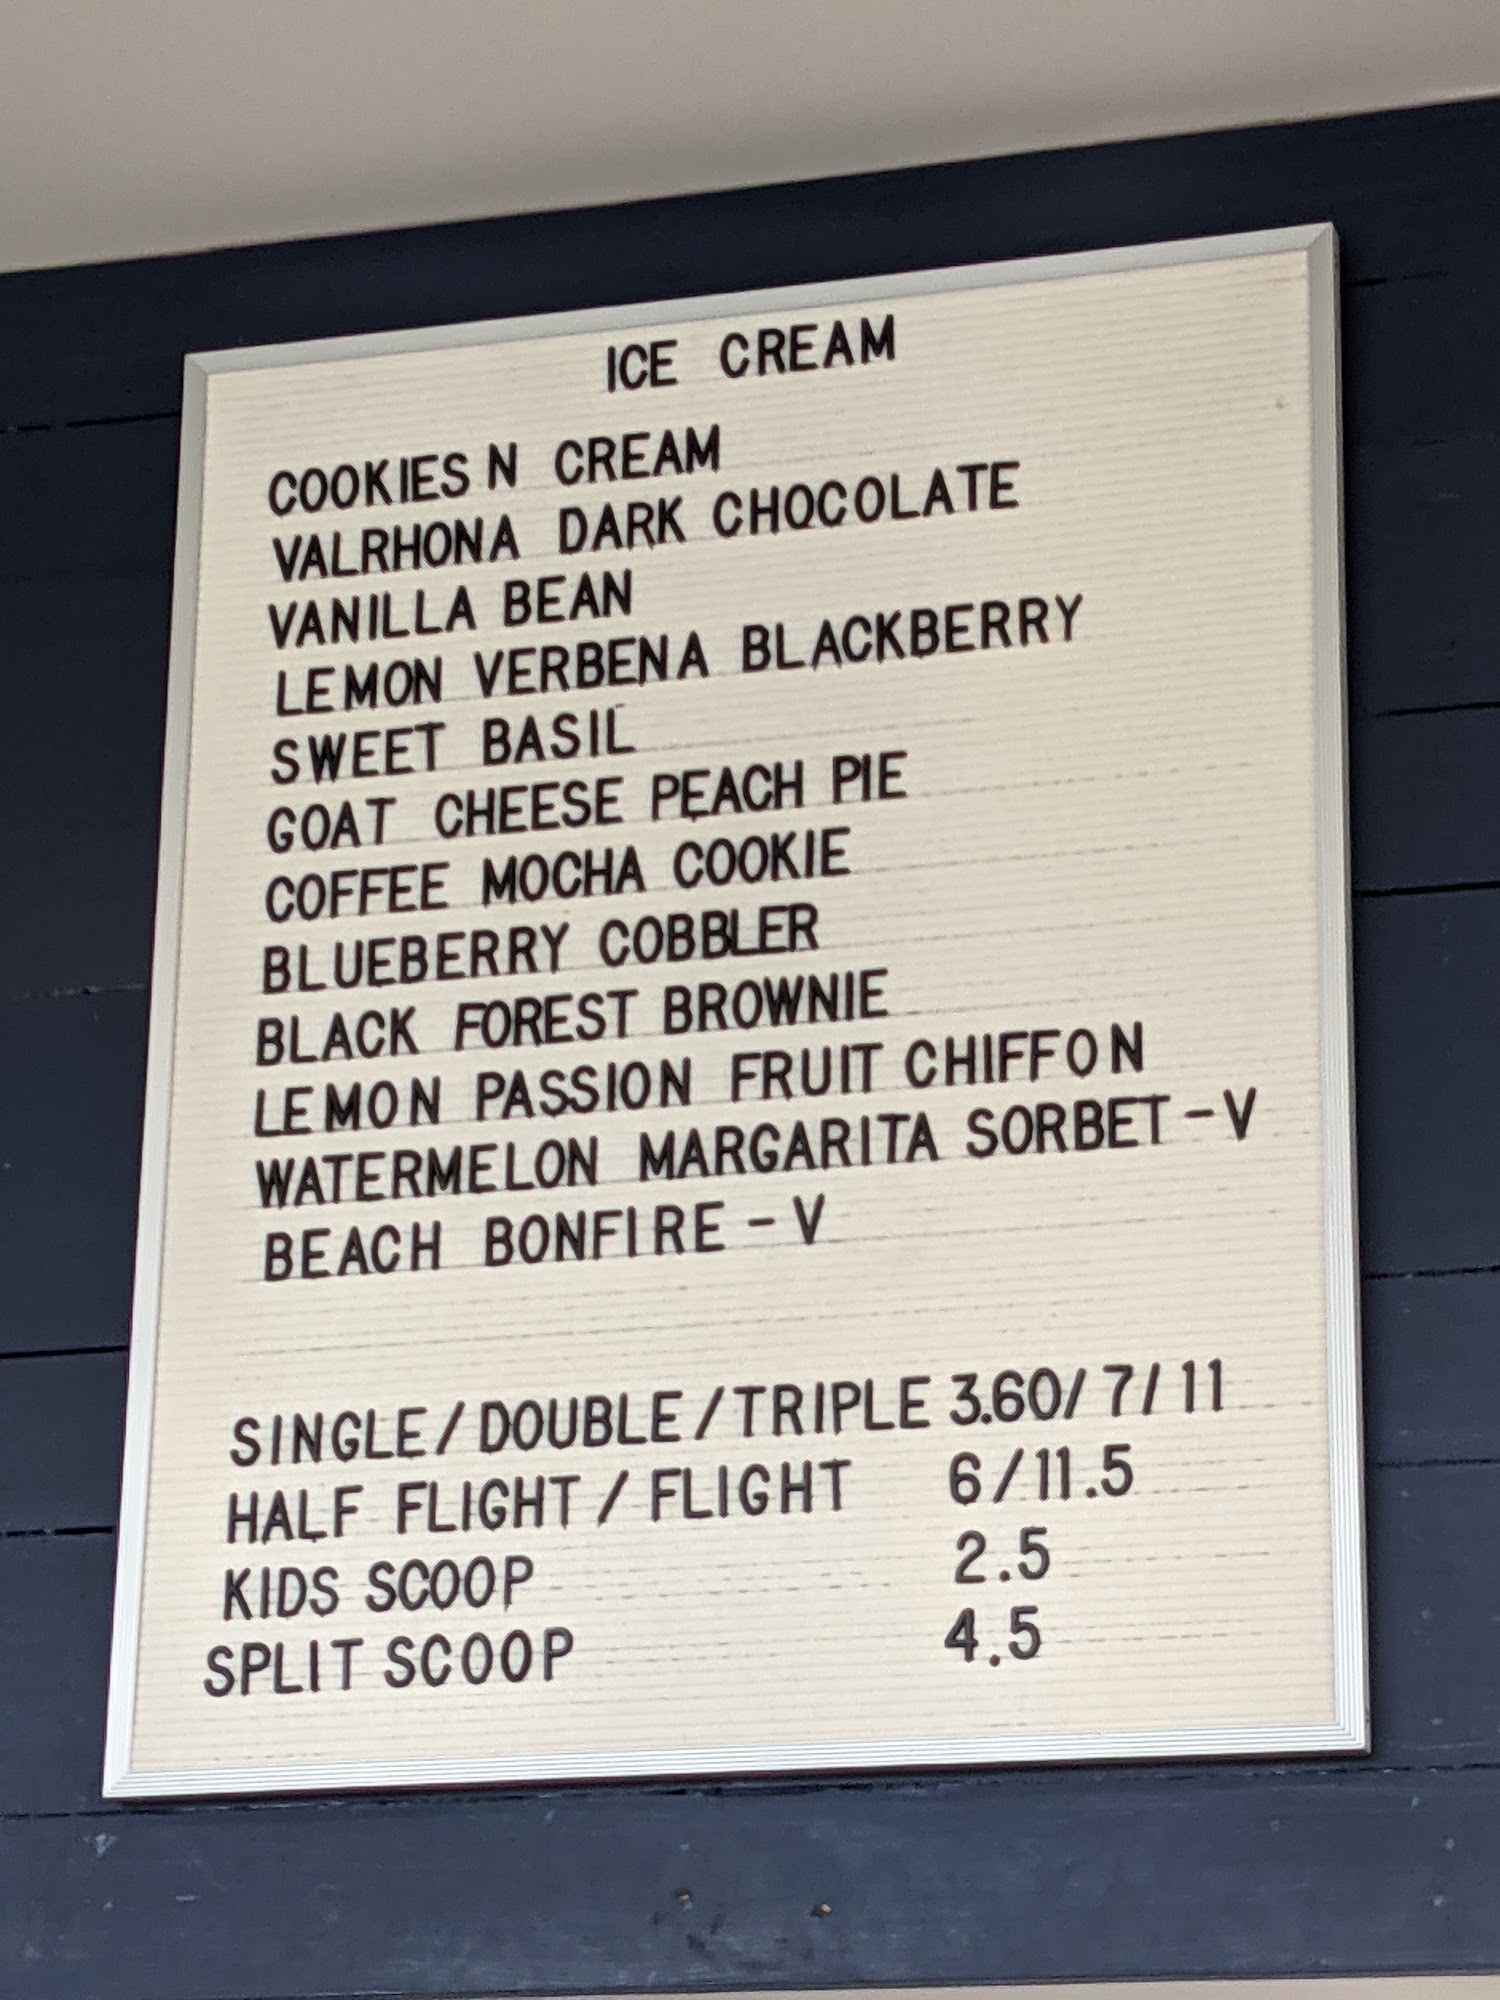 ICE CREAM
COOKIES N CREAM
VALRHONA DARK CHOCOLATE
VANILLA BEAN
LEMON VERBENA BLACKBERRY
SWEET BASIL
GOAT CHEESE PEACH PIE
COFFEE MOCHA COOKIE
BLUEBERRY COBBLER
BLACK FOREST BROWNIE
LEMON PASSION FRUIT CHIFFON
WATERMELON MARGARITA SORBET - V
BEACH BONFIRE - V
SINGLE/DOUBLE/TRIPLE 3.60/7/11
HALF FLIGHT / FLIGHT 6/11.5
KIDS SCOOP 2.5
SPLIT SCOOP 4.5